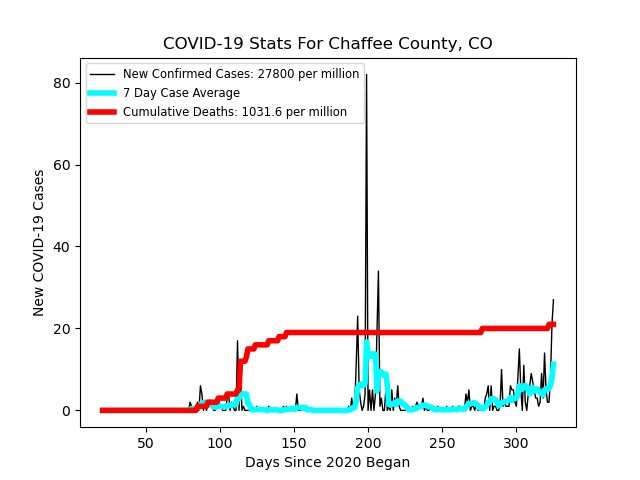 COVID-19 Stats For Chaffee County, CO
New Confirmed Cases: 27800 per million
7 Day Case Average
Cumulative Deaths: 1031.6 per million
New COVID-19 Cases
80
60
40
20
0
50
100
150
200
250
300
Days Since 2020 Began